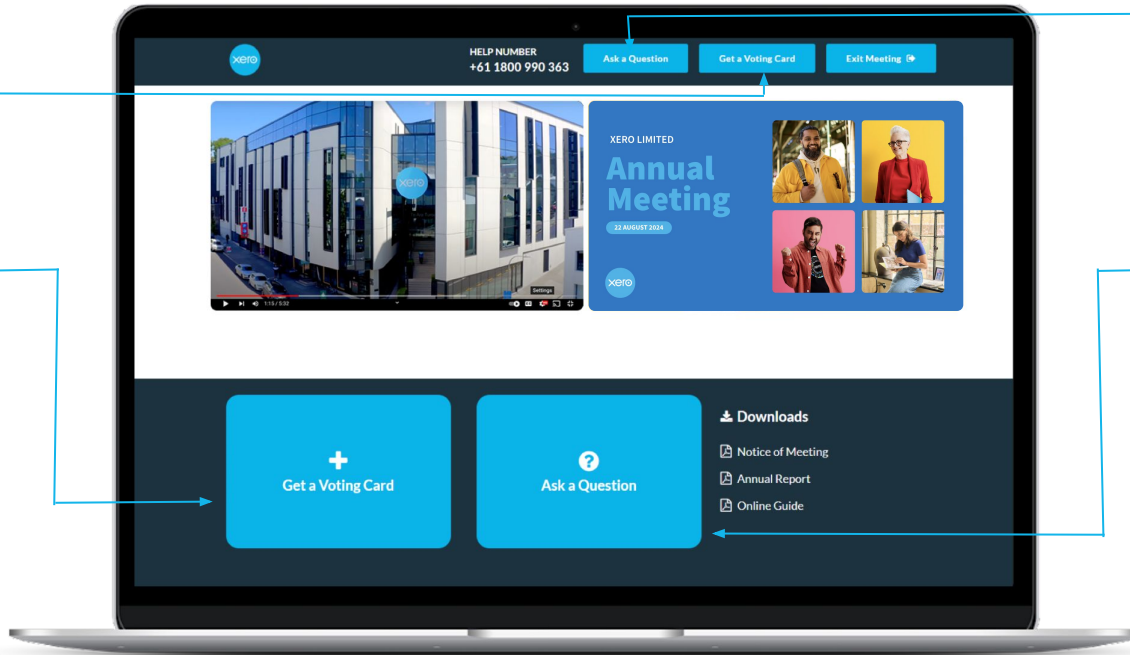 xero
HELP NUMBER
+61 1800 990 363
Ask a Question
Get a Voting Card
Exit Meeting
xero
Settings
1:15 / 5:32
XERO LIMITED
Annual
Meeting
22 AUGUST 2024
xero
Get a Voting Card
Ask a Question
Downloads
Notice of Meeting
Annual Report
Online Guide